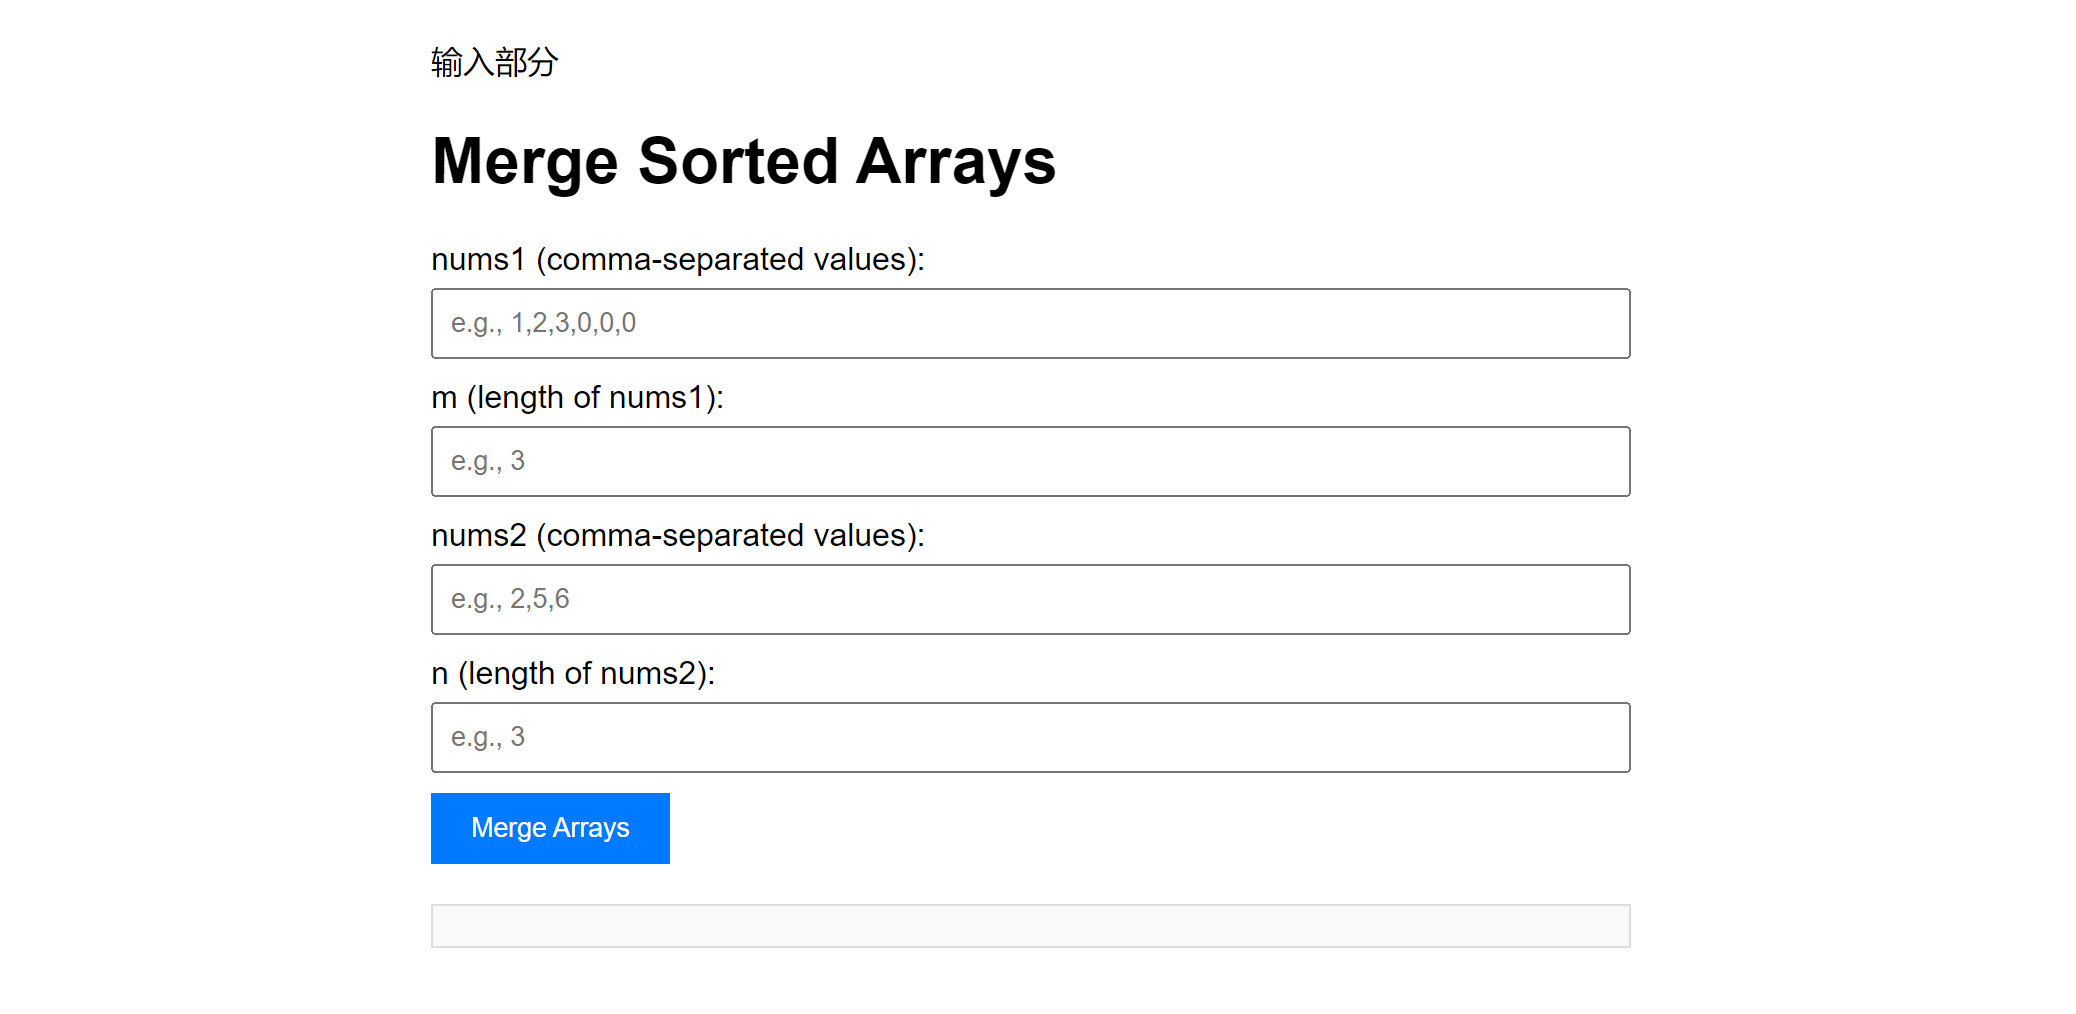 输入部分
Merge Sorted Arrays
nums1 (comma-separated values):
e.g., 1,2,3,0,0,0
m (length of nums1):
e.g., 3
nums2 (comma-separated values):
e.g., 2,5,6
n (length of nums2):
e.g., 3
Merge Arrays